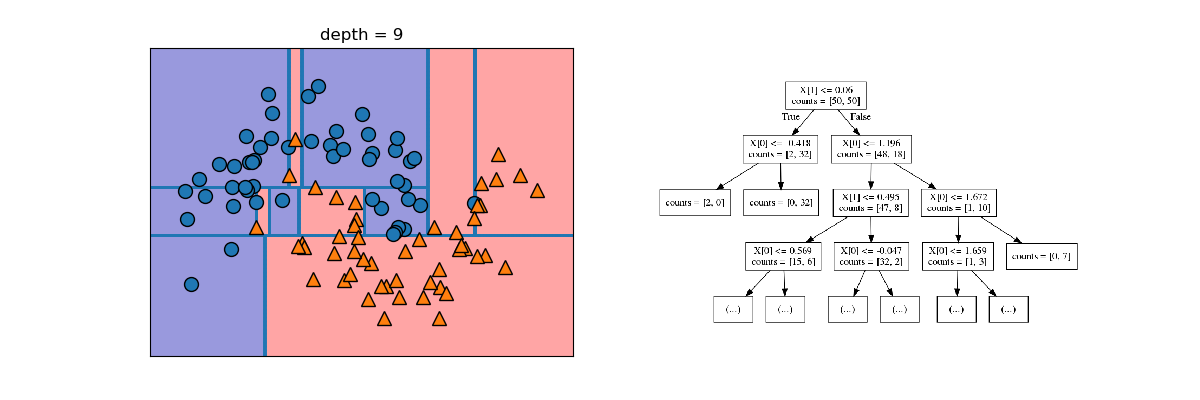 depth = 9
X[1] <= 0.06
counts = [50, 50]
True
False
X[0] <= -0.418
counts = [2, 32]
X[0] <= 1.196
counts = [48, 18]
counts = [2, 0]
counts = [0, 32]
X[1] <= 0.495
counts = [47, 8]
X[0] <= 1.672
counts = [1, 10]
X[0] <= 0.569
counts = [15, 6]
X[0] <= -0.047
counts = [32, 2]
X[0] <= 1.659
counts = [1, 3]
counts = [0, 7]
(...)
(...)
(...)
(...)
(...)
(...)